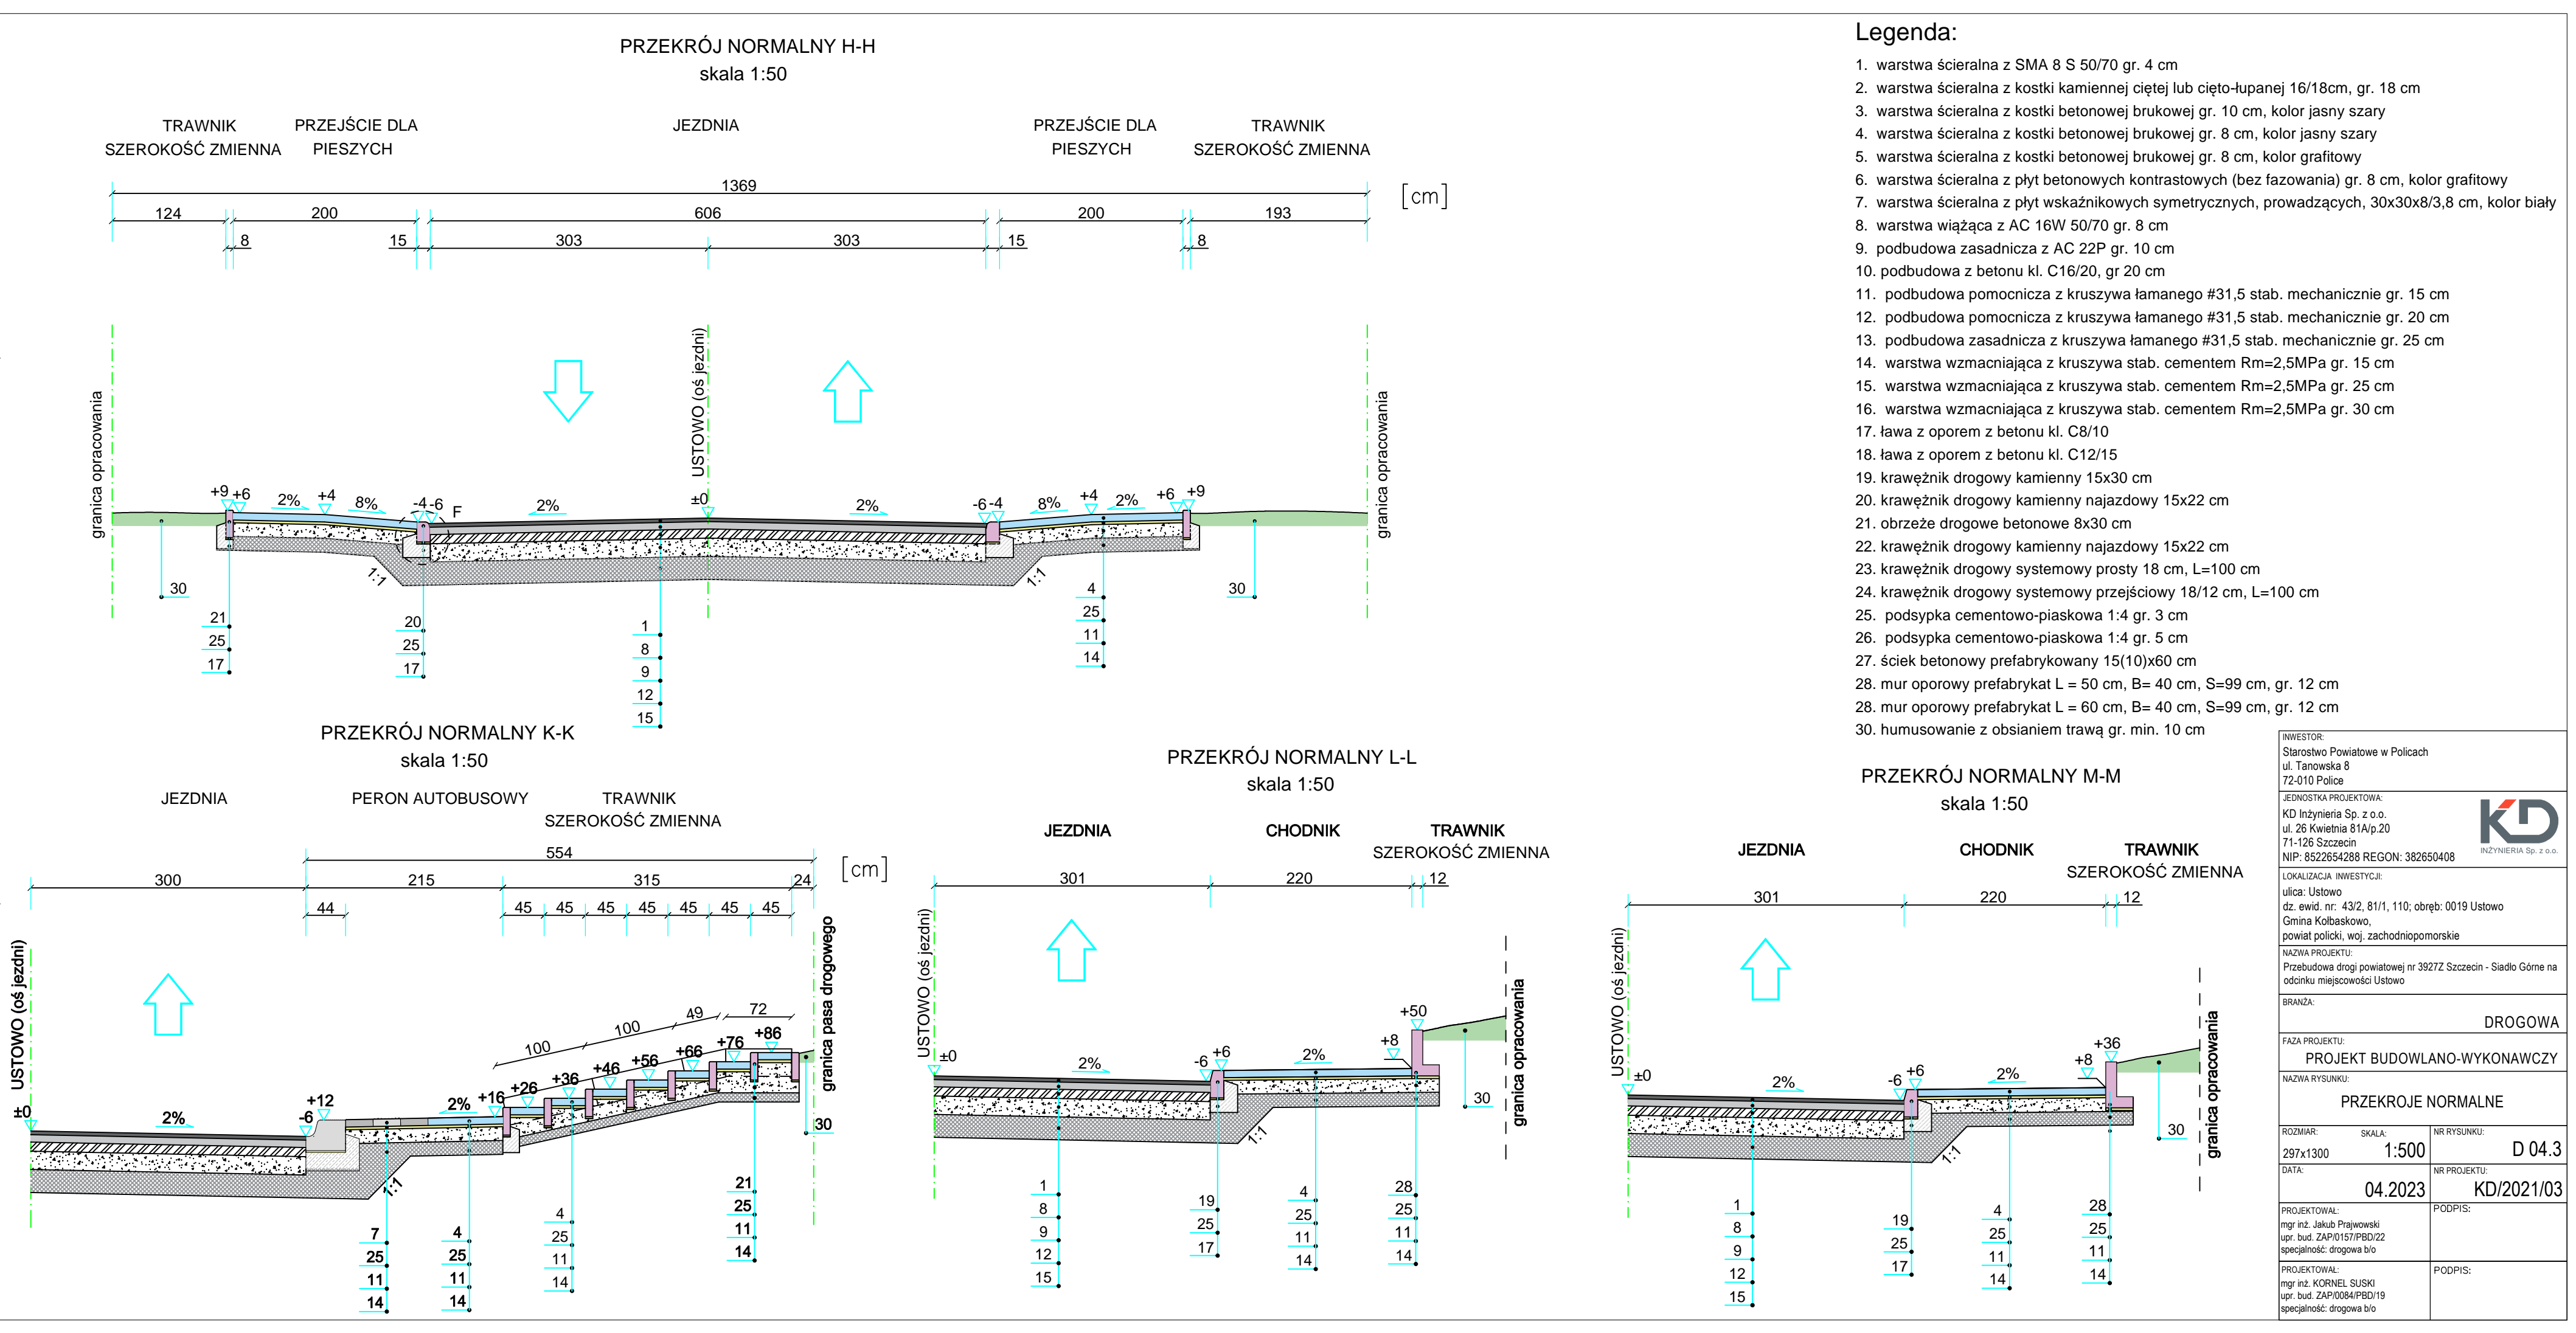 PRZEKRÓJ NORMALNY H-H
skala 1:50
TRAWNIK
SZEROKOŚĆ ZMIENNA
PRZEJŚCIE DLA
PIESZYCH
JEZDNIA
PRZEJŚCIE DLA
PIESZYCH
TRAWNIK
SZEROKOŚĆ ZMIENNA
1369
[cm]
124 200 606 200 193
8 15 303 303 15 8
granica opracowania
USTOWO (oś jezdni)
granica opracowania
+9 +6 2% +4 8% -4 -6 F 2% ±0 2% -6 -4 8% +4 2% +6 +9
1:1 1:1
30
21
25
17
20
25
17
1
8
9
12
15
4
25
11
14
30
PRZEKRÓJ NORMALNY K-K
skala 1:50
JEZDNIA
PERON AUTOBUSOWY
TRAWNIK
SZEROKOŚĆ ZMIENNA
554
[cm]
300 215 315 24
44 45 45 45 45 45 45 45
USTOWO (oś jezdni)
granica pasa drogowego
100 100 49 72
±0 2% -6 +12 2% +16 +26 +36 +46 +56 +66 +76 +86
1:1
30
7
25
11
14
4
25
11
14
4
25
11
14
21
25
11
14
PRZEKRÓJ NORMALNY L-L
skala 1:50
JEZDNIA
CHODNIK
TRAWNIK
SZEROKOŚĆ ZMIENNA
301 220 12
USTOWO (oś jezdni)
granica opracowania
±0 2% -6 +6 2% +8 +50
1:1
30
1
8
9
12
15
19
25
17
4
25
11
14
28
25
11
14
PRZEKRÓJ NORMALNY M-M
skala 1:50
JEZDNIA
CHODNIK
TRAWNIK
SZEROKOŚĆ ZMIENNA
301 220 12
USTOWO (oś jezdni)
granica opracowania
±0 2% -6 +6 2% +8 +36
1:1
30
1
8
9
12
15
19
25
17
4
25
11
14
28
25
11
14
Legenda:
1. warstwa ścieralna z SMA 8 S 50/70 gr. 4 cm
2. warstwa ścieralna z kostki kamiennej ciętej lub cięto-łupanej 16/18cm, gr. 18 cm
3. warstwa ścieralna z kostki betonowej brukowej gr. 10 cm, kolor jasny szary
4. warstwa ścieralna z kostki betonowej brukowej gr. 8 cm, kolor jasny szary
5. warstwa ścieralna z kostki betonowej brukowej gr. 8 cm, kolor grafitowy
6. warstwa ścieralna z płyt betonowych kontrastowych (bez fazowania) gr. 8 cm, kolor grafitowy
7. warstwa ścieralna z płyt wskaźnikowych symetrycznych, prowadzących, 30x30x8/3,8 cm, kolor biały
8. warstwa wiążąca z AC 16W 50/70 gr. 8 cm
9. podbudowa zasadnicza z AC 22P gr. 10 cm
10. podbudowa z betonu kl. C16/20, gr 20 cm
11. podbudowa pomocnicza z kruszywa łamanego #31,5 stab. mechanicznie gr. 15 cm
12. podbudowa pomocnicza z kruszywa łamanego #31,5 stab. mechanicznie gr. 20 cm
13. podbudowa zasadnicza z kruszywa łamanego #31,5 stab. mechanicznie gr. 25 cm
14. warstwa wzmacniająca z kruszywa stab. cementem Rm=2,5MPa gr. 15 cm
15. warstwa wzmacniająca z kruszywa stab. cementem Rm=2,5MPa gr. 25 cm
16. warstwa wzmacniająca z kruszywa stab. cementem Rm=2,5MPa gr. 30 cm
17. ława z oporem z betonu kl. C8/10
18. ława z oporem z betonu kl. C12/15
19. krawężnik drogowy kamienny 15x30 cm
20. krawężnik drogowy kamienny najazdowy 15x22 cm
21. obrzeże drogowe betonowe 8x30 cm
22. krawężnik drogowy kamienny najazdowy 15x22 cm
23. krawężnik drogowy systemowy prosty 18 cm, L=100 cm
24. krawężnik drogowy systemowy przejściowy 18/12 cm, L=100 cm
25. podsypka cementowo-piaskowa 1:4 gr. 3 cm
26. podsypka cementowo-piaskowa 1:4 gr. 5 cm
27. ściek betonowy prefabrykowany 15(10)x60 cm
28. mur oporowy prefabrykat L = 50 cm, B= 40 cm, S=99 cm, gr. 12 cm
28. mur oporowy prefabrykat L = 60 cm, B= 40 cm, S=99 cm, gr. 12 cm
30. humusowanie z obsianiem trawą gr. min. 10 cm
INWESTOR:
Starostwo Powiatowe w Policach
ul. Tanowska 8
72-010 Police
JEDNOSTKA PROJEKTOWA:
KD Inżynieria Sp. z o.o.
ul. 26 Kwietnia 81A/p.20
71-126 Szczecin
NIP: 8522654288 REGON: 382650408
KD
INŻYNIERIA Sp. z o.o.
LOKALIZACJA INWESTYCJI:
ulica: Ustowo
dz. ewid. nr: 43/2, 81/1, 110; obręb: 0019 Ustowo
Gmina Kołbaskowo,
powiat policki, woj. zachodniopomorskie
NAZWA PROJEKTU:
Przebudowa drogi powiatowej nr 3927Z Szczecin - Siadło Górne na
odcinku miejscowości Ustowo
BRANŻA:
DROGOWA
FAZA PROJEKTU:
PROJEKT BUDOWLANO-WYKONAWCZY
NAZWA RYSUNKU:
PRZEKROJE NORMALNE
ROZMIAR: SKALA: NR RYSUNKU:
297x1300 1:500 D 04.3
DATA: NR PROJEKTU:
04.2023 KD/2021/03
PROJEKTOWAŁ: PODPIS:
mgr inż. Jakub Prajwowski
upr. bud. ZAP/0157/PBD/22
specjalność: drogowa b/o
PROJEKTOWAŁ: PODPIS:
mgr inż. KORNEL SUSKI
upr. bud. ZAP/0084/PBD/19
specjalność: drogowa b/o